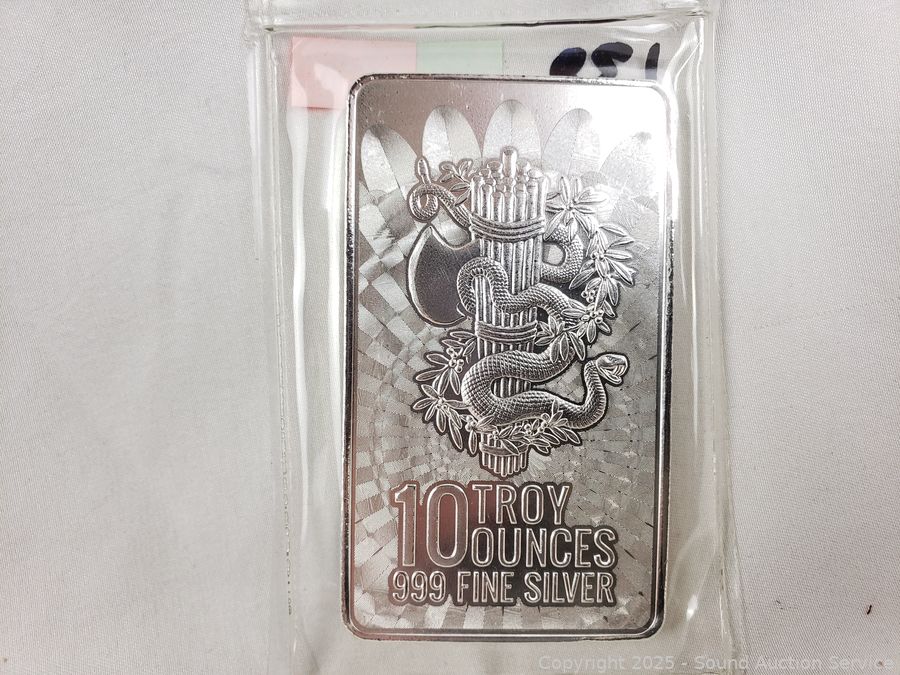 10 TROY
OUNCES
999 FINE SILVER
Copyright 2025 - Sound Auction Service